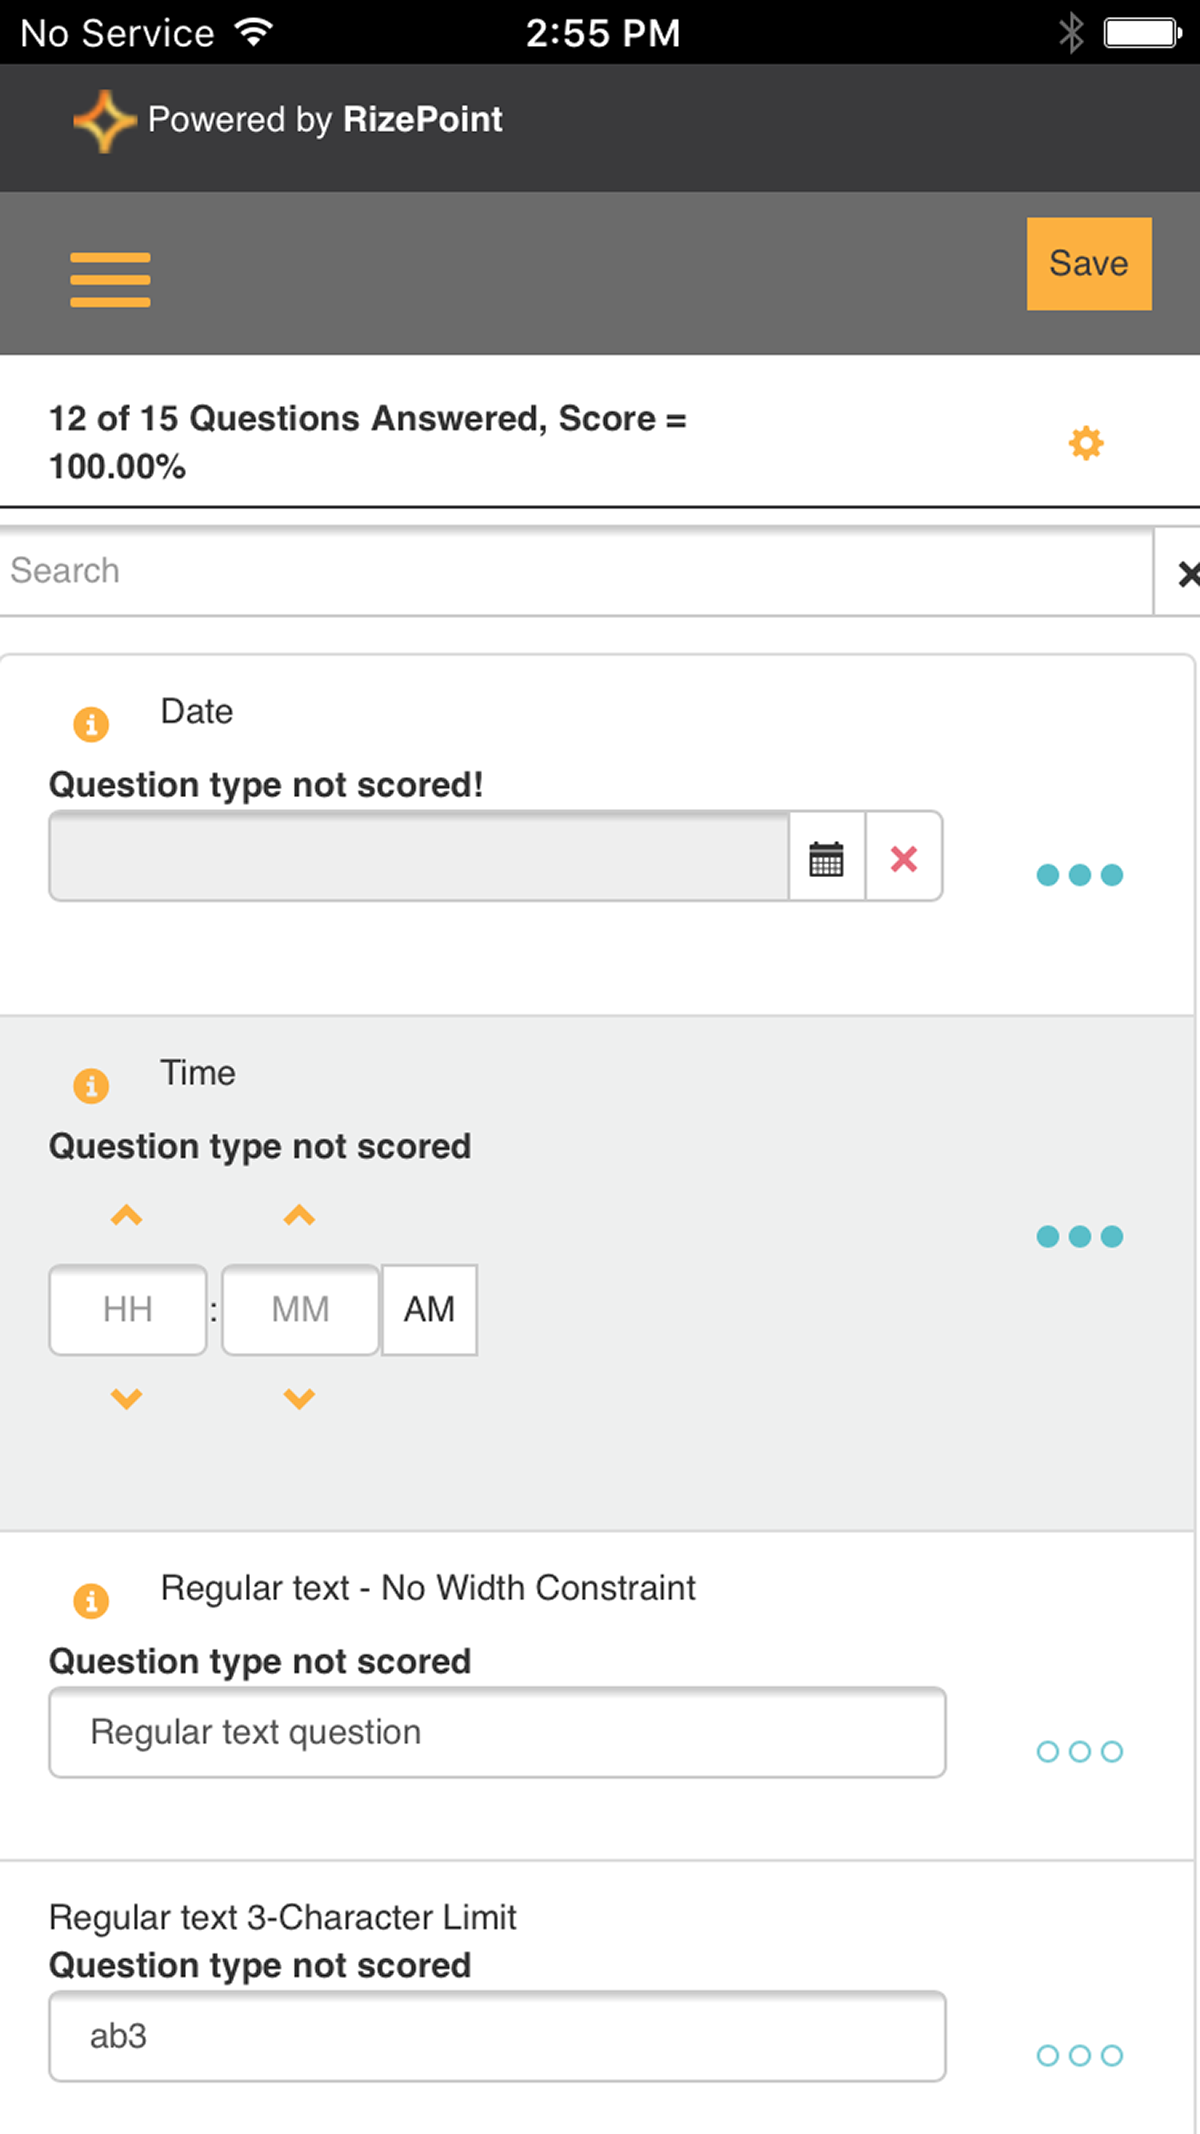 No Service 2:55 PM
Powered by RizePoint
Save
12 of 15 Questions Answered, Score =
100.00%
Search
Date
Question type not scored!
Time
Question type not scored
HH : MM AM
Regular text - No Width Constraint
Question type not scored
Regular text question
Regular text 3-Character Limit
Question type not scored
ab3